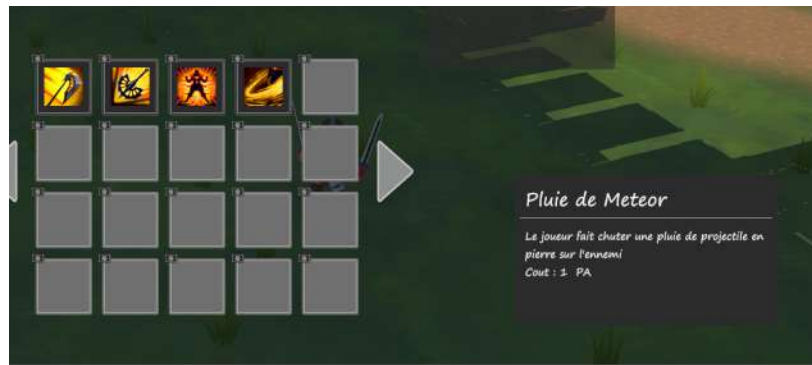 Pluie de Meteor
Le joueur fait chuter une pluie de projectile en
pierre sur l'ennemi
Cout : 1 PA